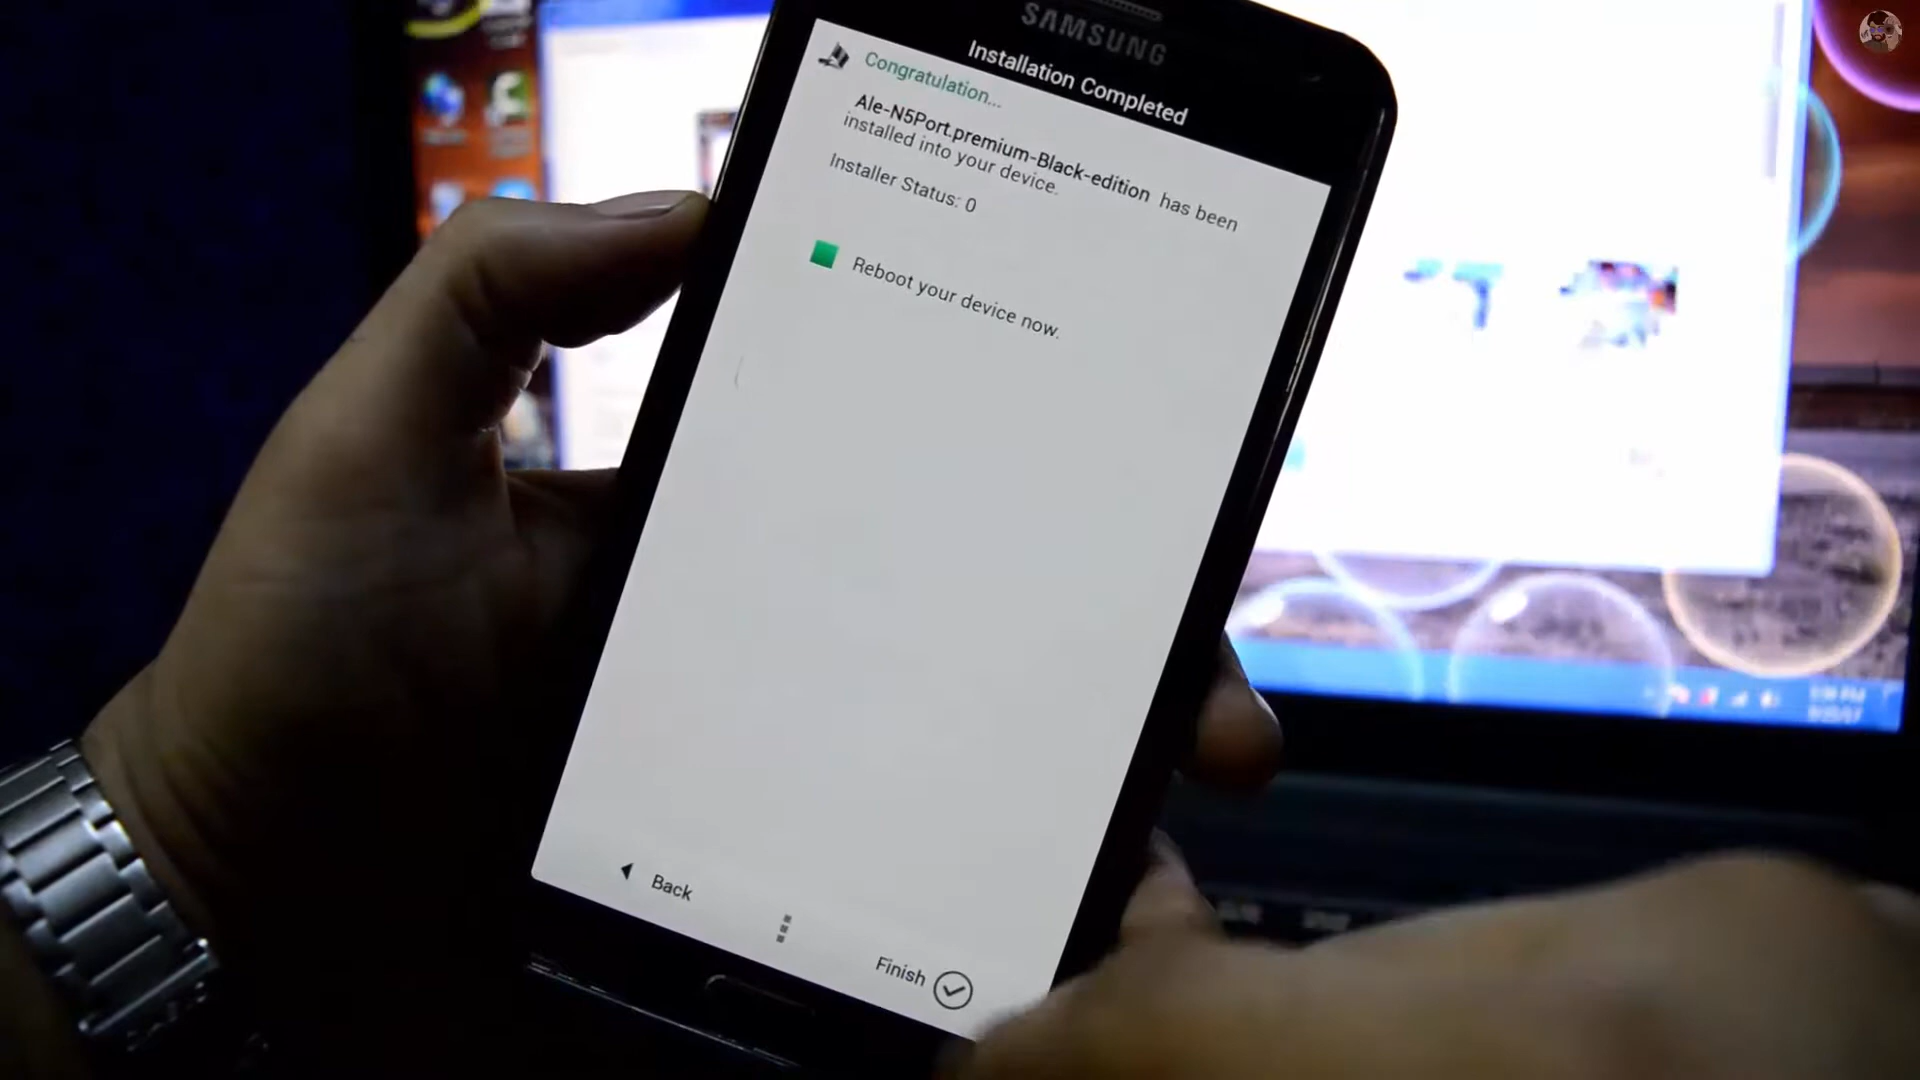 SAMSUNG
Installation Completed
Congratulation...
Ale-N5Port.premium-Black-edition has been
installed into your device.
Installer Status: 0
Reboot your device now.
Back
Finish